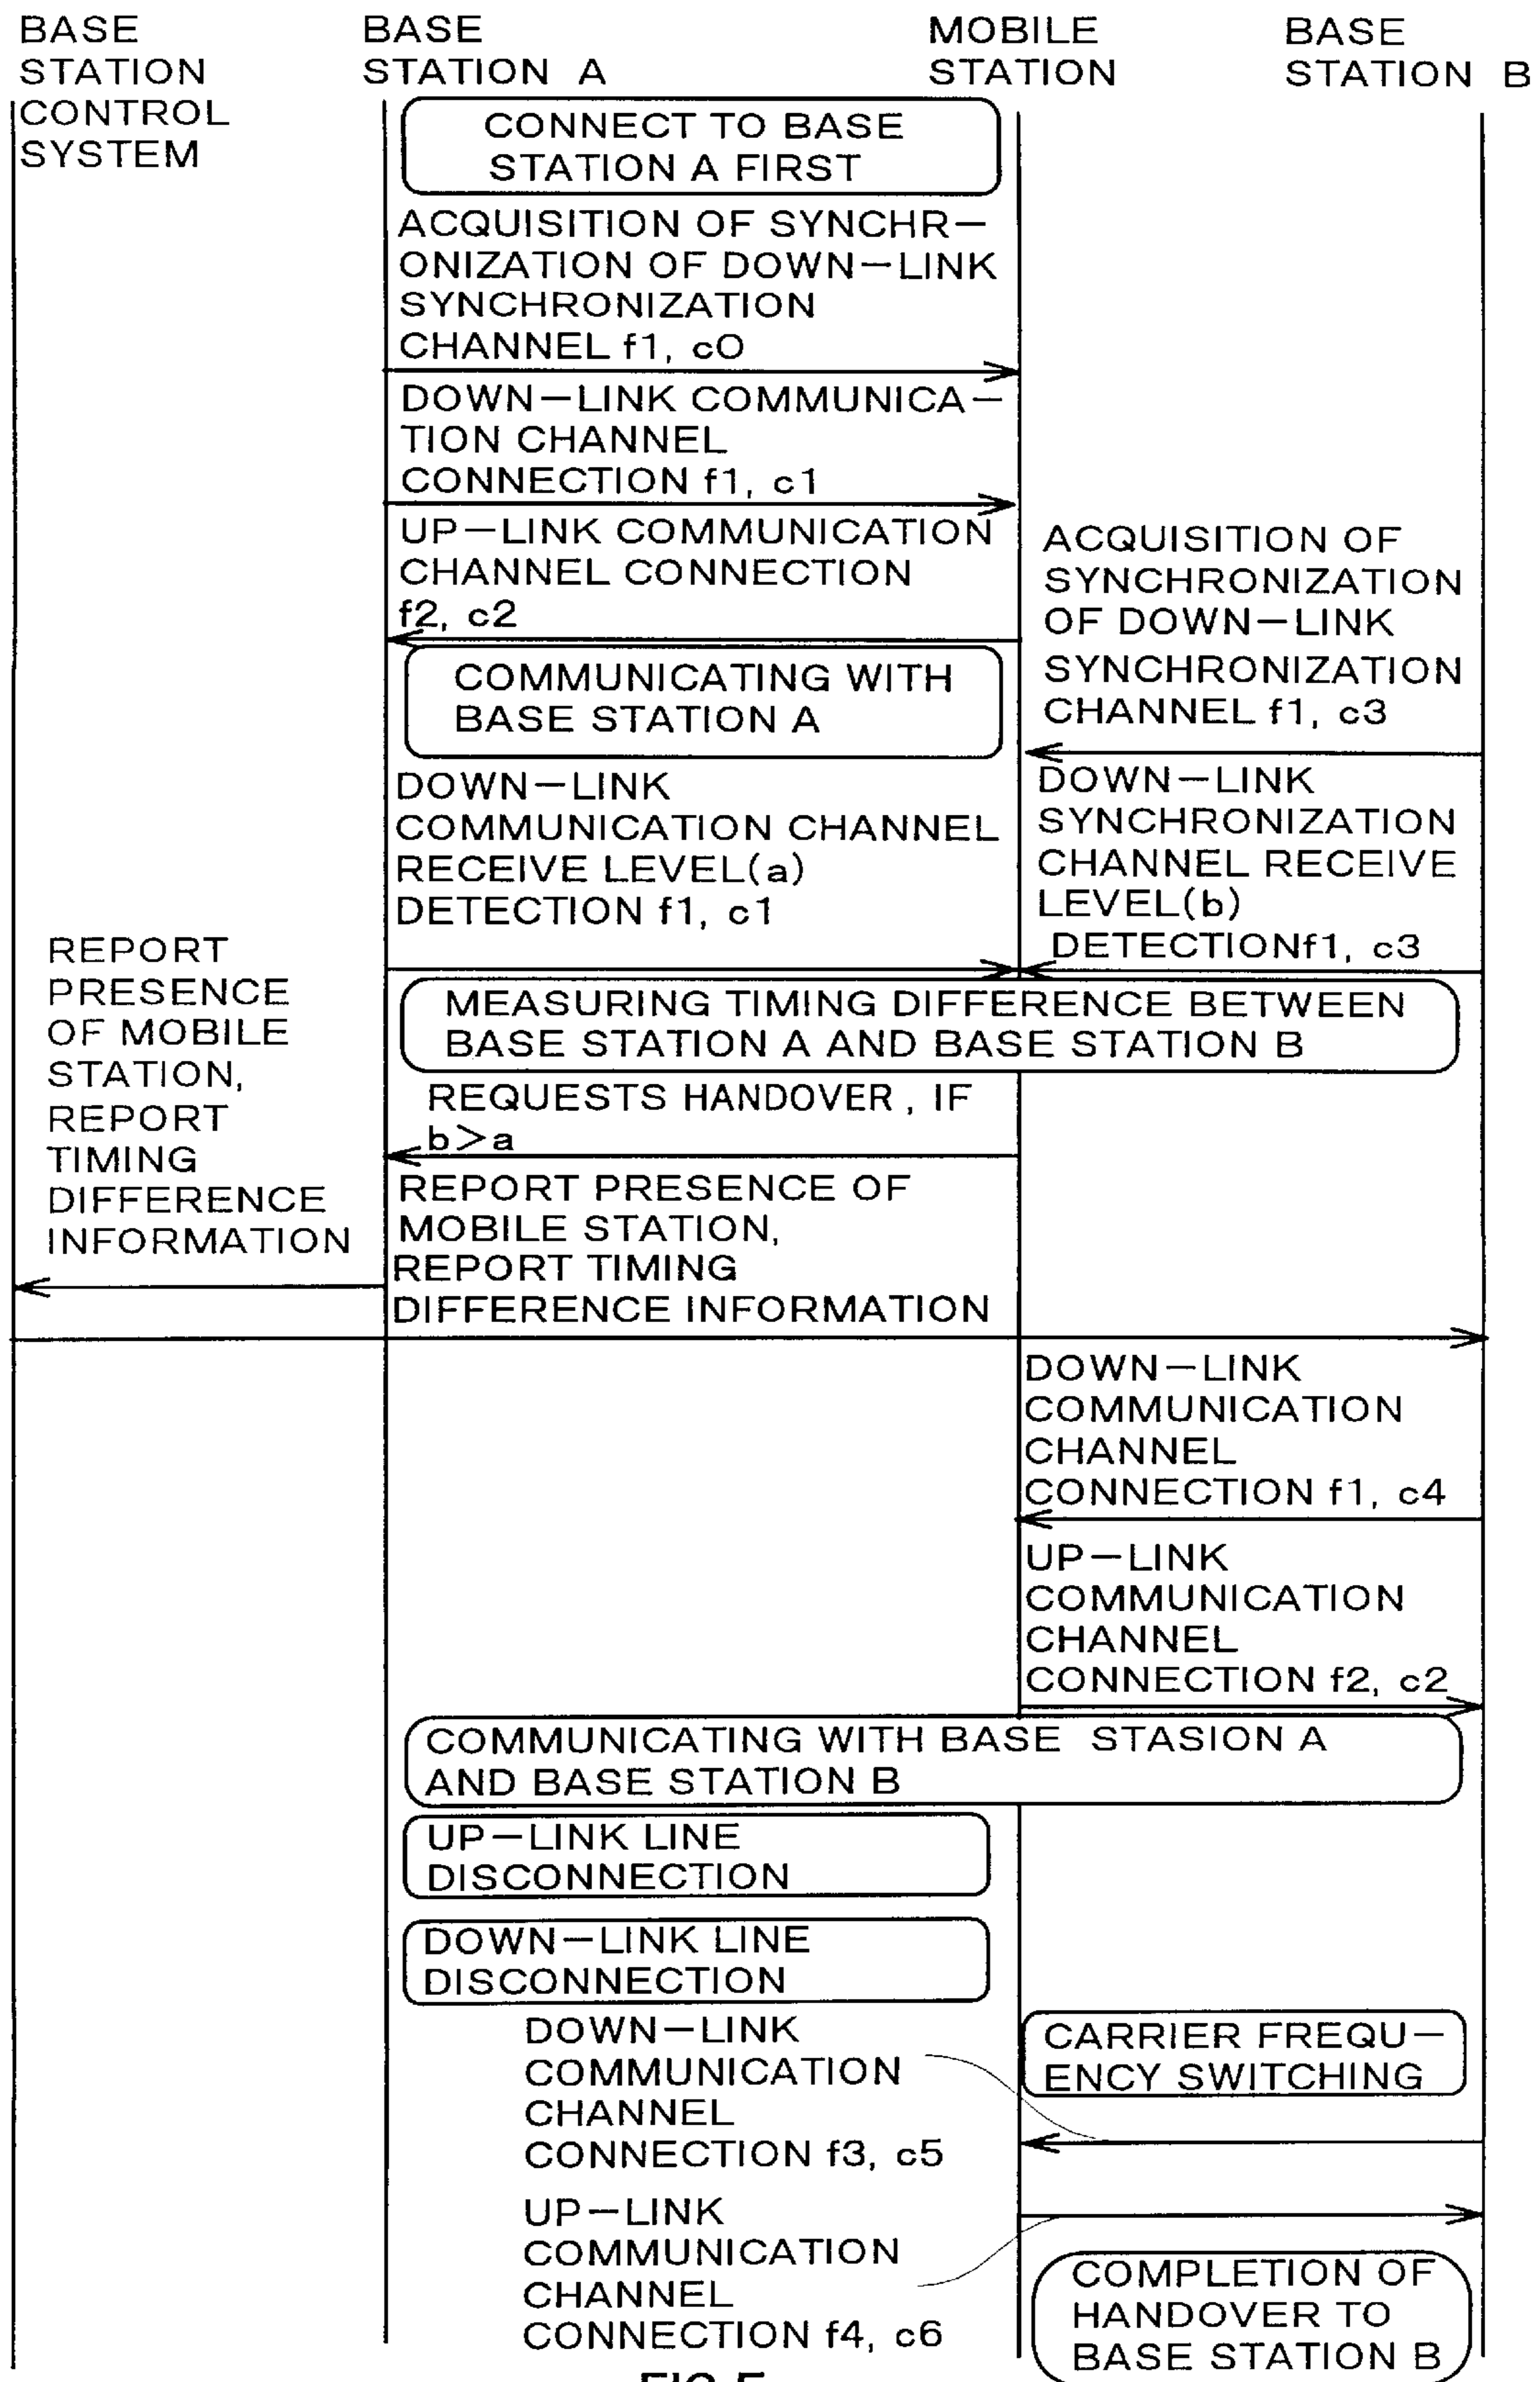 BASE
STATION
CONTROL
SYSTEM
BASE
STATION A
MOBILE
STATION
BASE
STATION B
CONNECT TO BASE
STATION A FIRST
ACQUISITION OF SYNCHR—
ONIZATION OF DOWN—LINK
SYNCHRONIZATION
CHANNEL f1, c0
DOWN—LINK COMMUNICA—
TION CHANNEL
CONNECTION f1, c1
UP—LINK COMMUNICATION
CHANNEL CONNECTION
f2, c2
ACQUISITION OF
SYNCHRONIZATION
OF DOWN—LINK
SYNCHRONIZATION
CHANNEL f1, c3
COMMUNICATING WITH
BASE STATION A
DOWN—LINK
COMMUNICATION CHANNEL
RECEIVE LEVEL(a)
DETECTION f1, c1
DOWN—LINK
SYNCHRONIZATION
CHANNEL RECEIVE
LEVEL(b)
DETECTIONf1, c3
MEASURING TIMING DIFFERENCE BETWEEN
BASE STATION A AND BASE STATION B
REQUESTS HANDOVER, IF
b>a
REPORT
PRESENCE
OF MOBILE
STATION,
REPORT
TIMING
DIFFERENCE
INFORMATION
REPORT PRESENCE OF
MOBILE STATION,
REPORT TIMING
DIFFERENCE INFORMATION
DOWN—LINK
COMMUNICATION
CHANNEL
CONNECTION f1, c4
UP—LINK
COMMUNICATION
CHANNEL
CONNECTION f2, c2
COMMUNICATING WITH BASE STASION A
AND BASE STATION B
UP—LINK LINE
DISCONNECTION
DOWN—LINK LINE
DISCONNECTION
CARRIER FREQU—
ENCY SWITCHING
DOWN—LINK
COMMUNICATION
CHANNEL
CONNECTION f3, c5
UP—LINK
COMMUNICATION
CHANNEL
CONNECTION f4, c6
COMPLETION OF
HANDOVER TO
BASE STATION B